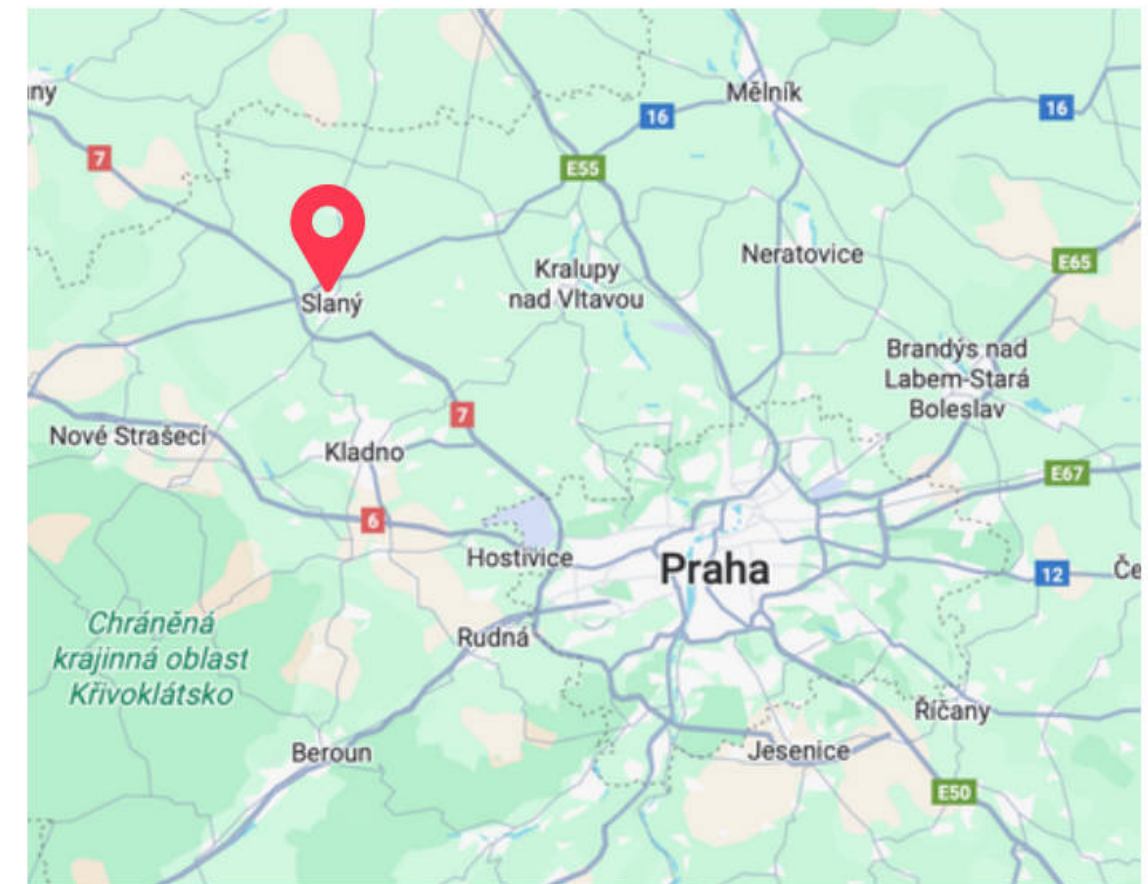 ny
Mělník
16
16
7
E55
Neratovice
E65
Kralupy
nad Vltavou
Slaný
Brandýs nad
Labem-Stará
Boleslav
7
Nové Strašecí
Kladno
E67
6
Hostivice
Praha
12
Če
Chráněná
krajinná oblast
Křivoklátsko
Rudná
Říčany
Beroun
Jesenice
E50